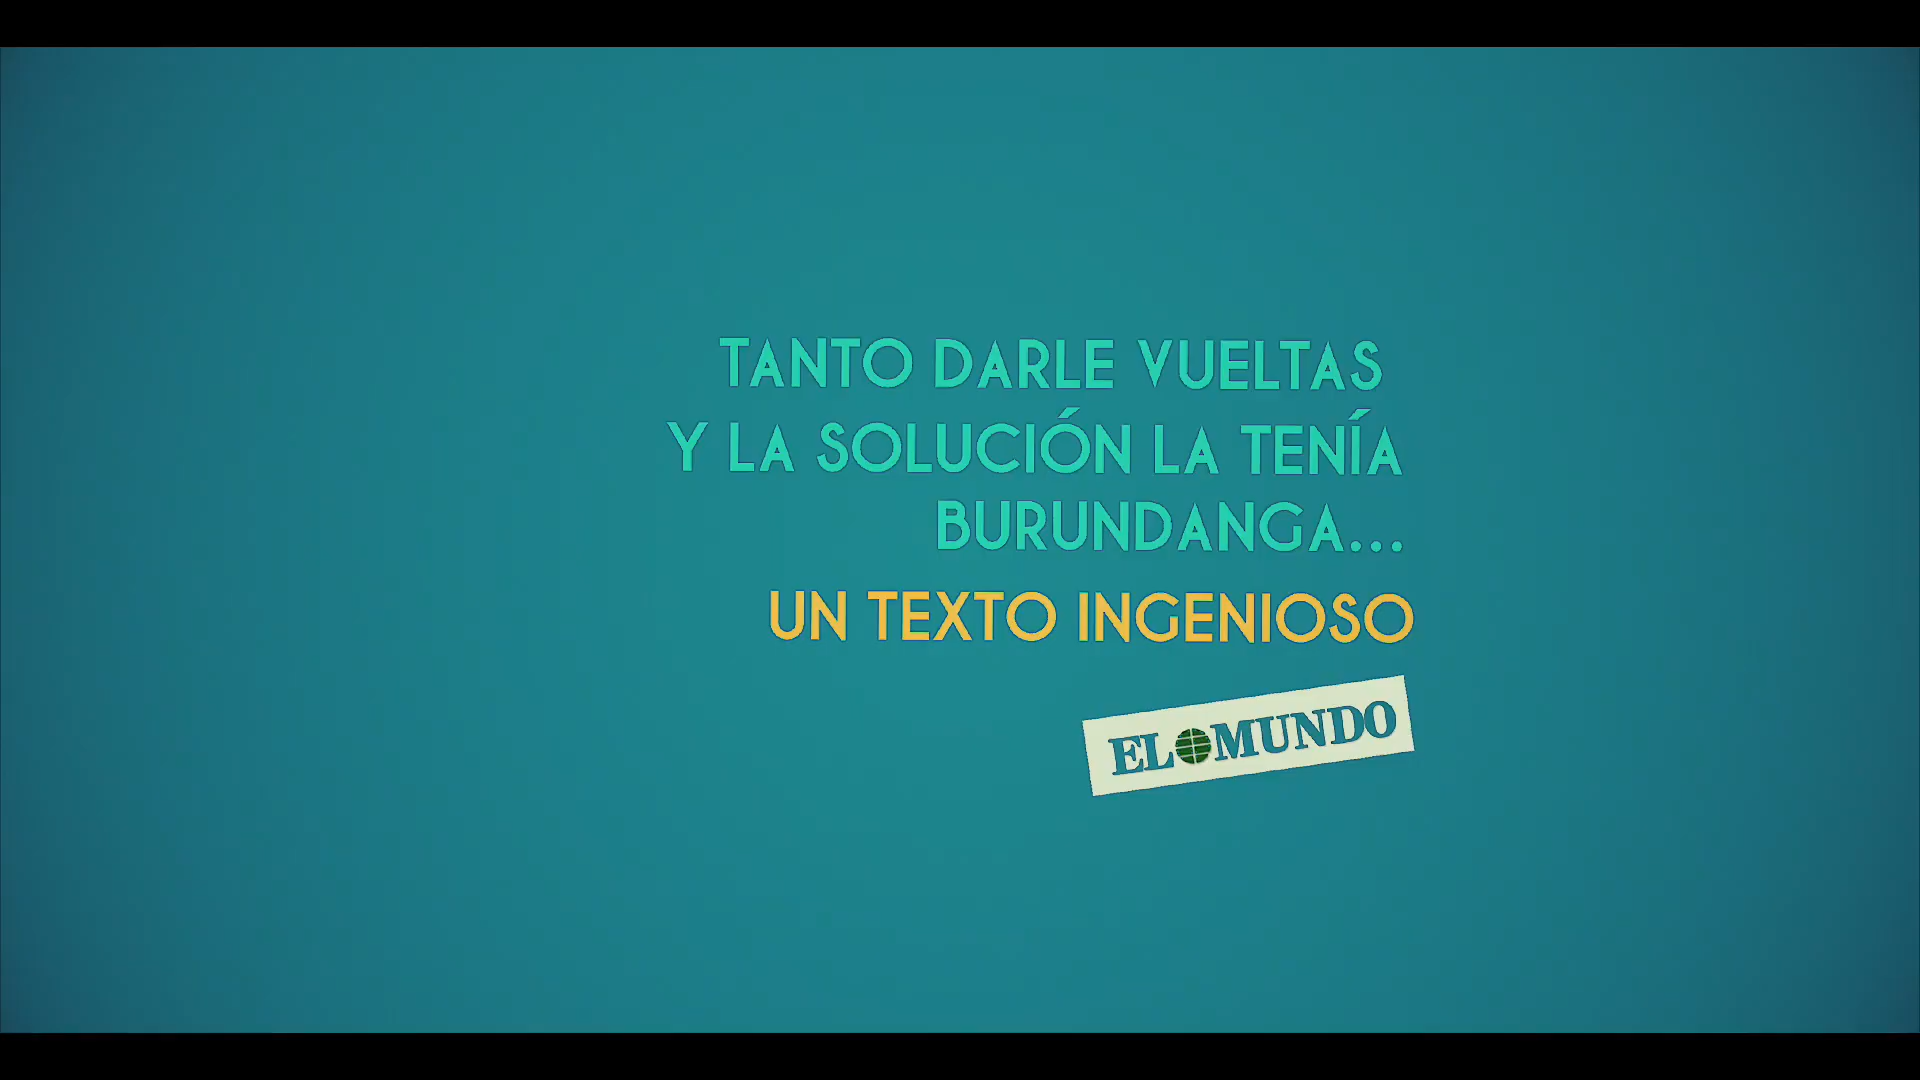 TANTO DARLE VUELTAS
Y LA SOLUCIÓN LA TENÍA
BURUNDANGA...
UN TEXTO INGENIOSO
EL MUNDO